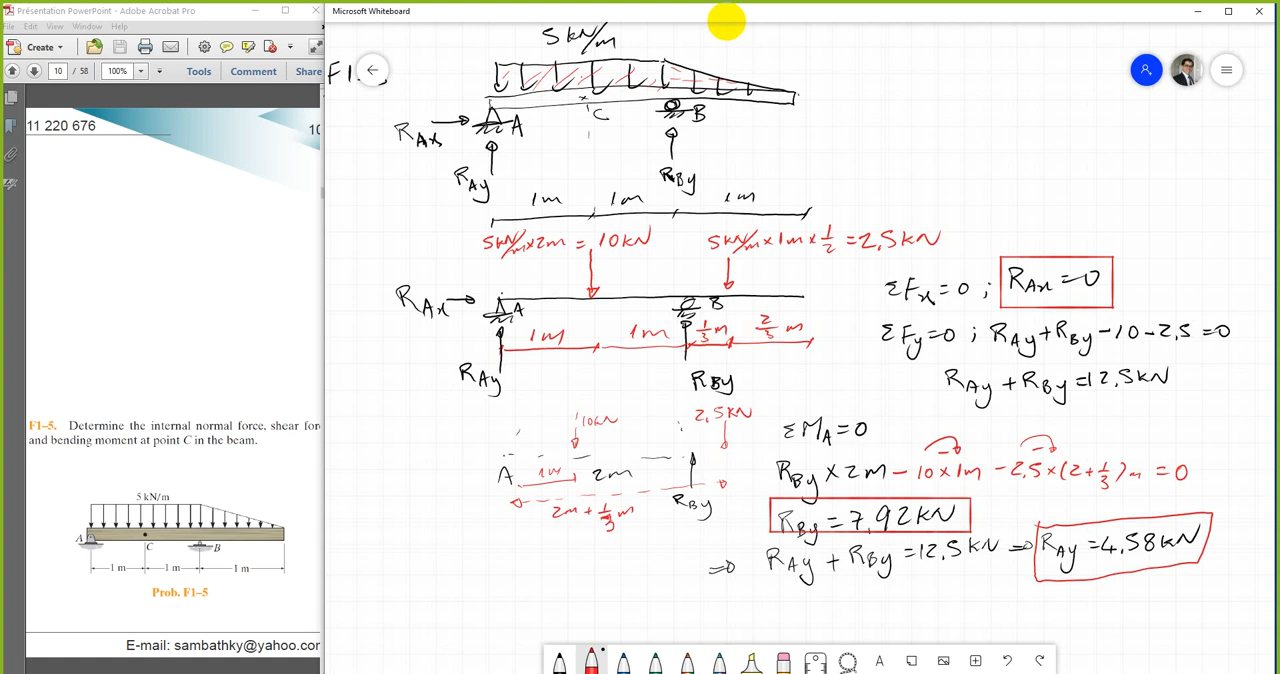 Présentation PowerPoint - Adobe Acrobat Pro
File Edit View Window Help
Create
10 / 58 100% Tools Comment Share
11 220 676
10
F1–5. Determine the internal normal force, shear for
and bending moment at point C in the beam.
5 kN/m
A
C
B
1 m 1 m 1 m
Prob. F1–5
E-mail: sambathky@yahoo.com
Microsoft Whiteboard
5 kN/m
F1.
C
RAx A B
RAy RBy
1m 1m 1m
5kN/m×2m = 10kN 5kN/m×1m×1/2 = 2,5kN
RAx A B
1m 1m 1/3 m 2/3 m
RAy RBy
ΣFx=0 ; RAx=0
ΣFy=0 ; RAy+RBy-10-2,5=0
RAy+RBy=12,5kN
10kN 2,5kN
A 1m 2m
RBy
2m+1/3 m
ΣMA=0
RBy×2m-10×1m-2,5×(2+1/3)m=0
RBy=7,92kN
⇒ RAy+RBy=12,5kN ⇒ RAy=4,58kN
A